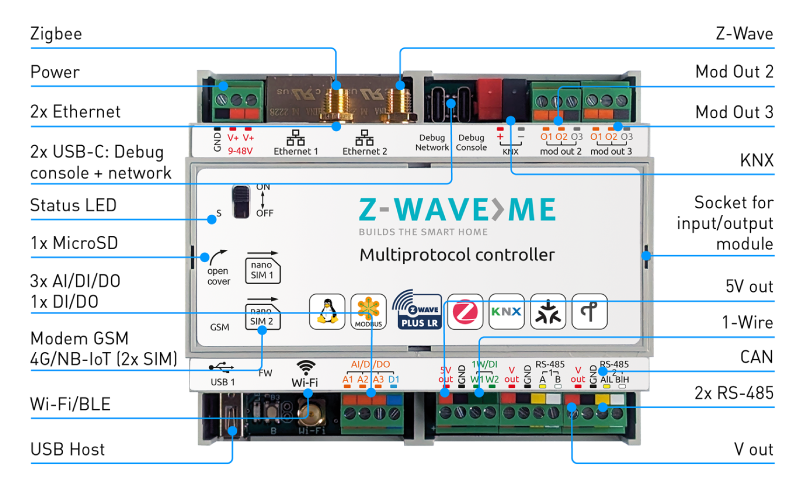 Zigbee
Z-Wave
Power
Mod Out 2
2x Ethernet
Mod Out 3
2x USB-C: Debug
console + network
KNX
Status LED
Socket for
input/output
module
1x MicroSD
3x AI/DI/DO
1x DI/DO
5V out
Modem GSM
4G/NB-IoT (2x SIM)
1-Wire
CAN
Wi-Fi/BLE
2x RS-485
USB Host
V out
GND
V+ V+
9-48V
Ethernet 1
Ethernet 2
Debug
Network
Debug
Console
+ −
KNX
O1 O2 O3
mod out 2
O1 O2 O3
mod out 3
ON
S
OFF
Z-WAVE>ME
BUILDS THE SMART HOME
Multiprotocol controller
open
cover
nano
SIM 1
nano
SIM 2
GSM
MODBUS
Z-WAVE
PLUS LR
KNX
USB 1
FW
Wi-Fi
AI/DI/DO
A1 A2 A3 D1
5V
out
GND
1W/DI
W1 W2
V
out
GND
RS-485
1
A B
V
out
GND
RS-485
2
A|L B|H
B
Wi-Fi